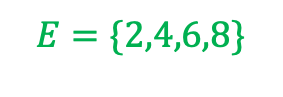 E = {2,4,6,8}